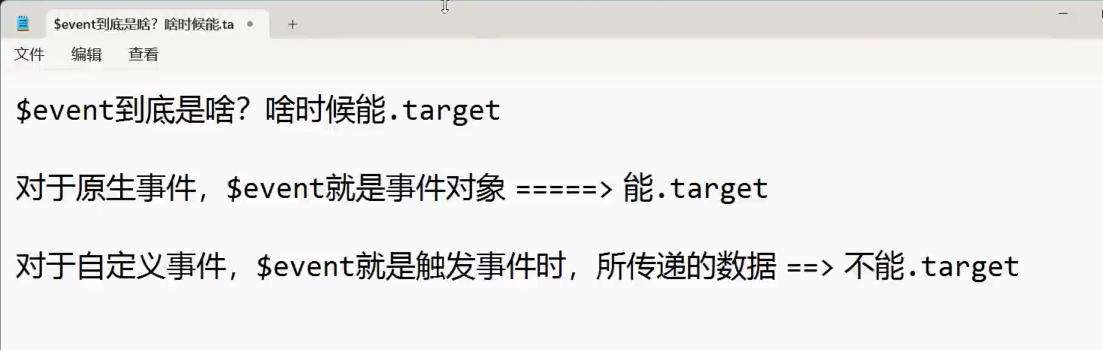 $event到底是啥？啥时候能.ta
文件 编辑 查看
$event到底是啥？啥时候能.target
对于原生事件，$event就是事件对象 =====> 能.target
对于自定义事件，$event就是触发事件时，所传递的数据 ==> 不能.target